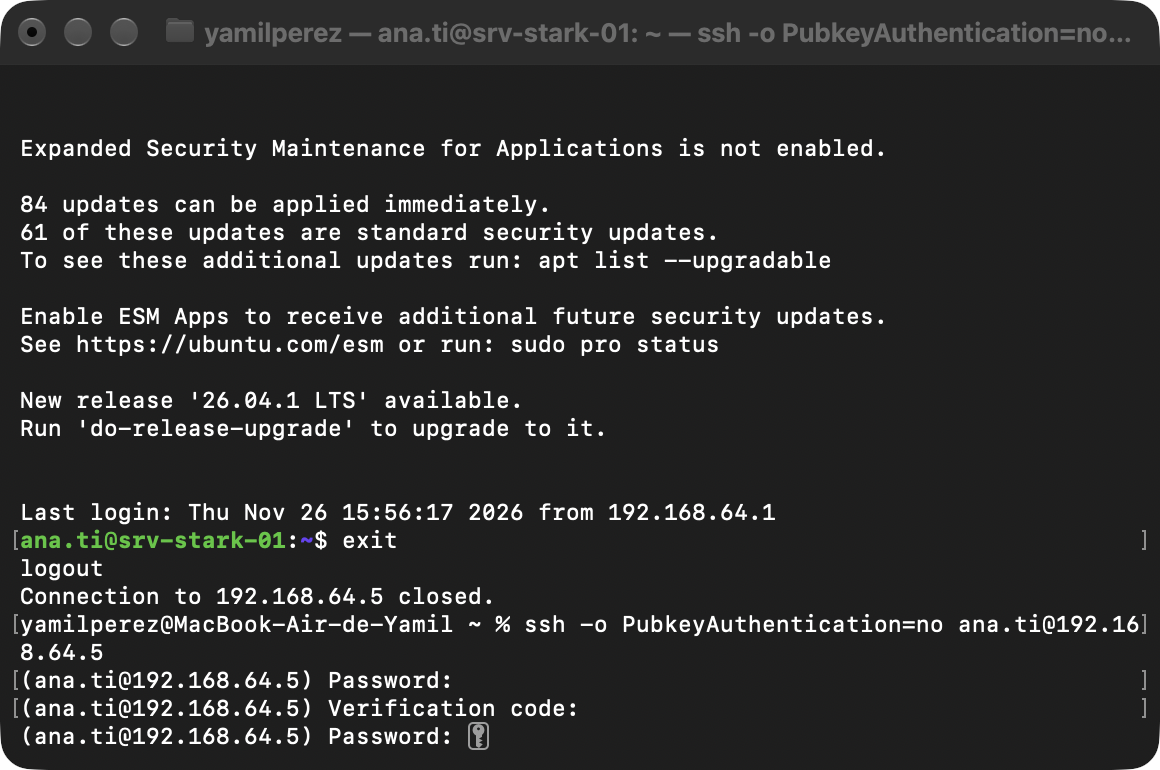 yamilperez — ana.ti@srv-stark-01: ~ — ssh -o PubkeyAuthentication=no...
Expanded Security Maintenance for Applications is not enabled.
84 updates can be applied immediately.
61 of these updates are standard security updates.
To see these additional updates run: apt list --upgradable
Enable ESM Apps to receive additional future security updates.
See https://ubuntu.com/esm or run: sudo pro status
New release '26.04.1 LTS' available.
Run 'do-release-upgrade' to upgrade to it.
Last login: Thu Nov 26 15:56:17 2026 from 192.168.64.1
[ana.ti@srv-stark-01:~$ exit ]
logout
Connection to 192.168.64.5 closed.
[yamilperez@MacBook-Air-de-Yamil ~ % ssh -o PubkeyAuthentication=no ana.ti@192.16]
8.64.5
[(ana.ti@192.168.64.5) Password: ]
[(ana.ti@192.168.64.5) Verification code: ]
(ana.ti@192.168.64.5) Password: